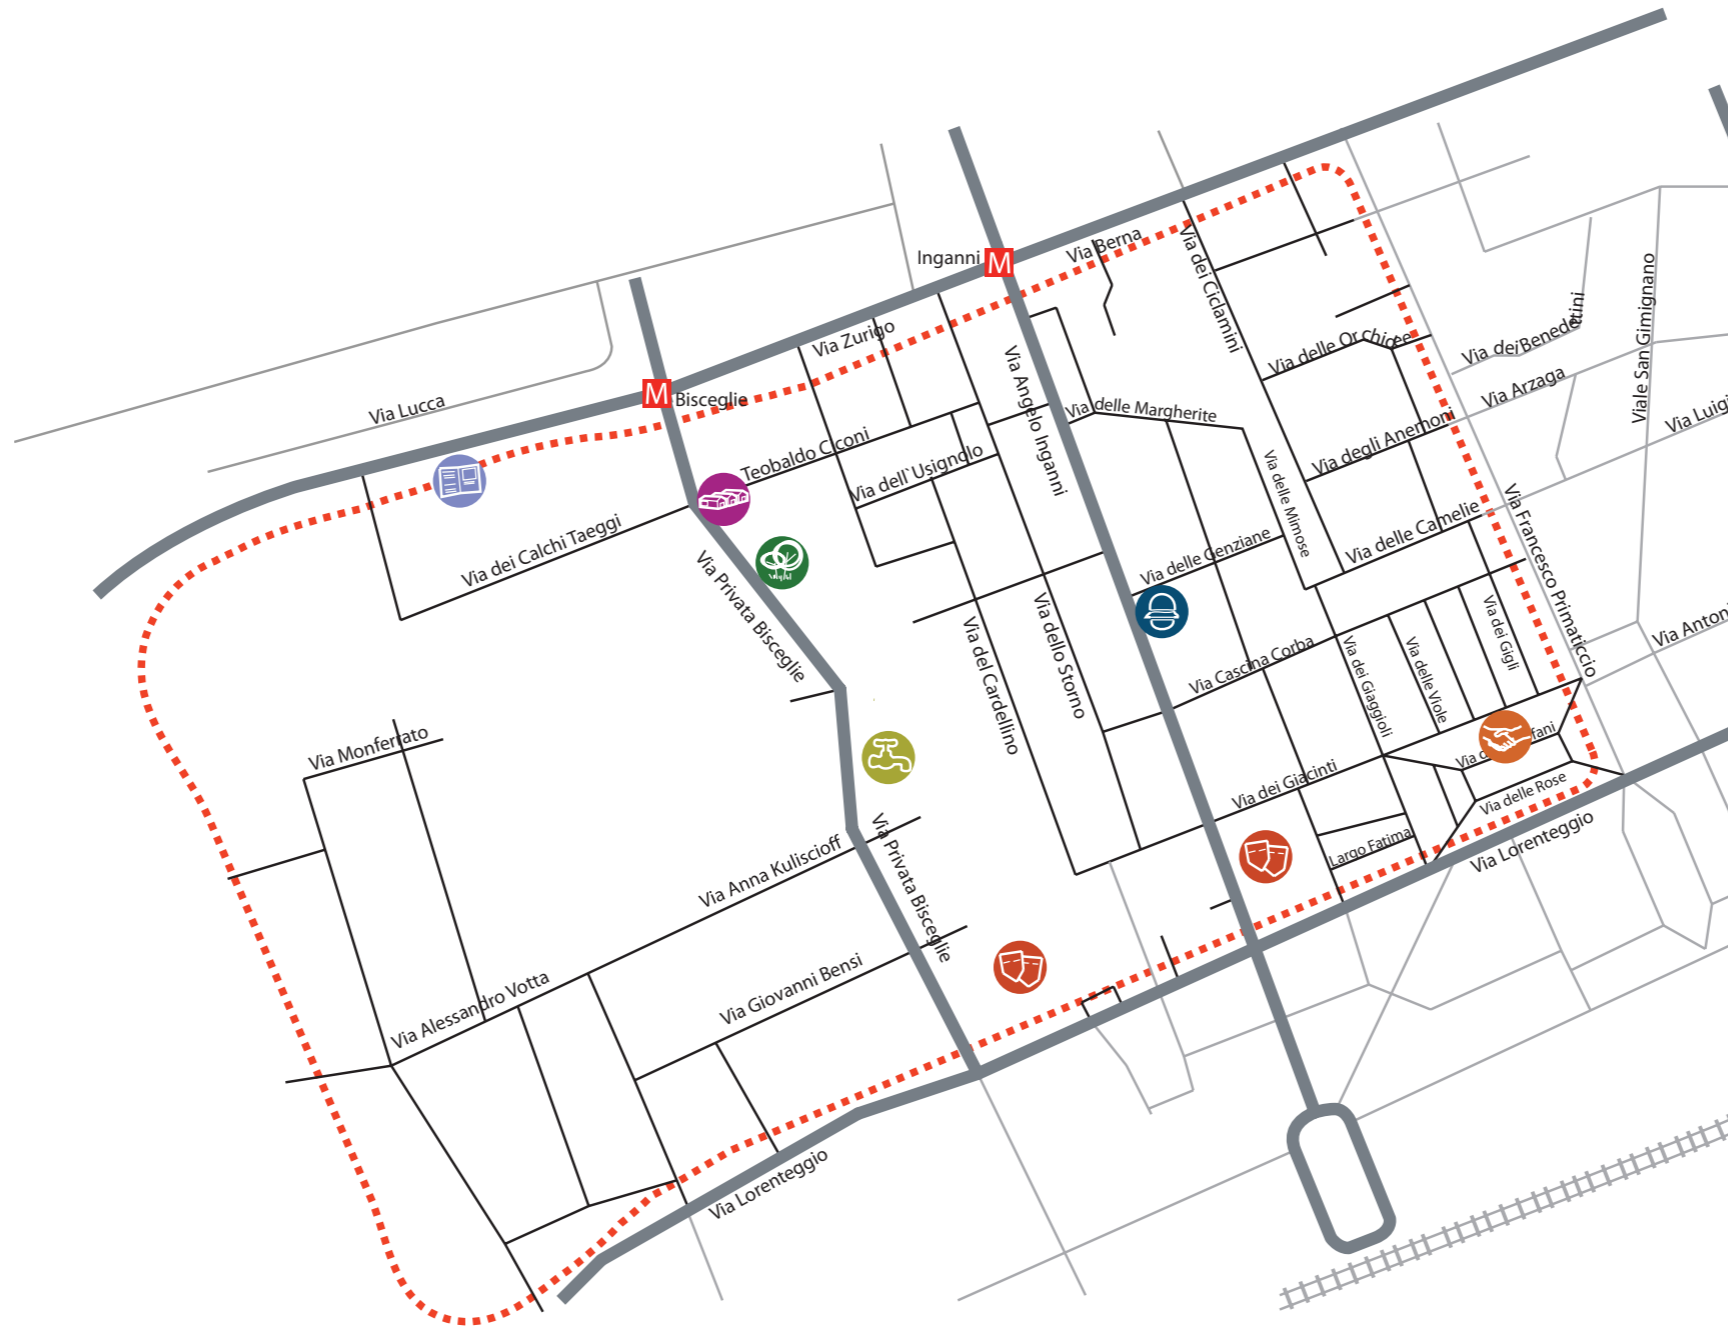 Inganni
M
Via Berna
Via dei Ciclamini
Viale San Gimignano
Via Zurigo
Via delle Orchidee
Via dei Benedettini
M
Bisceglie
Via Lucca
Via Angelo Inganni
Via delle Margherite
Via Arzaga
Via Luigi
Teobaldo Ciconi
Via degli Anemoni
Via dell'Usignolo
Via delle Mimose
Via delle Camelie
Via Francesco Primaticcio
Via dei Calchi Taeggi
Via delle Genziane
Via Privata Bisceglie
Via dello Storno
Via del Cardellino
Via Cascina Corba
Via dei Giaggioli
Via delle Viole
Via dei Gigli
Via Antoni
Via Monferrato
Via dei Giacinti
Via delle Rose
Via Lorenteggio
Largo Fatima
Via Anna Kuliscioff
Via Privata Bisceglie
Via Giovanni Bensi
Via Alessandro Votta
Via Lorenteggio